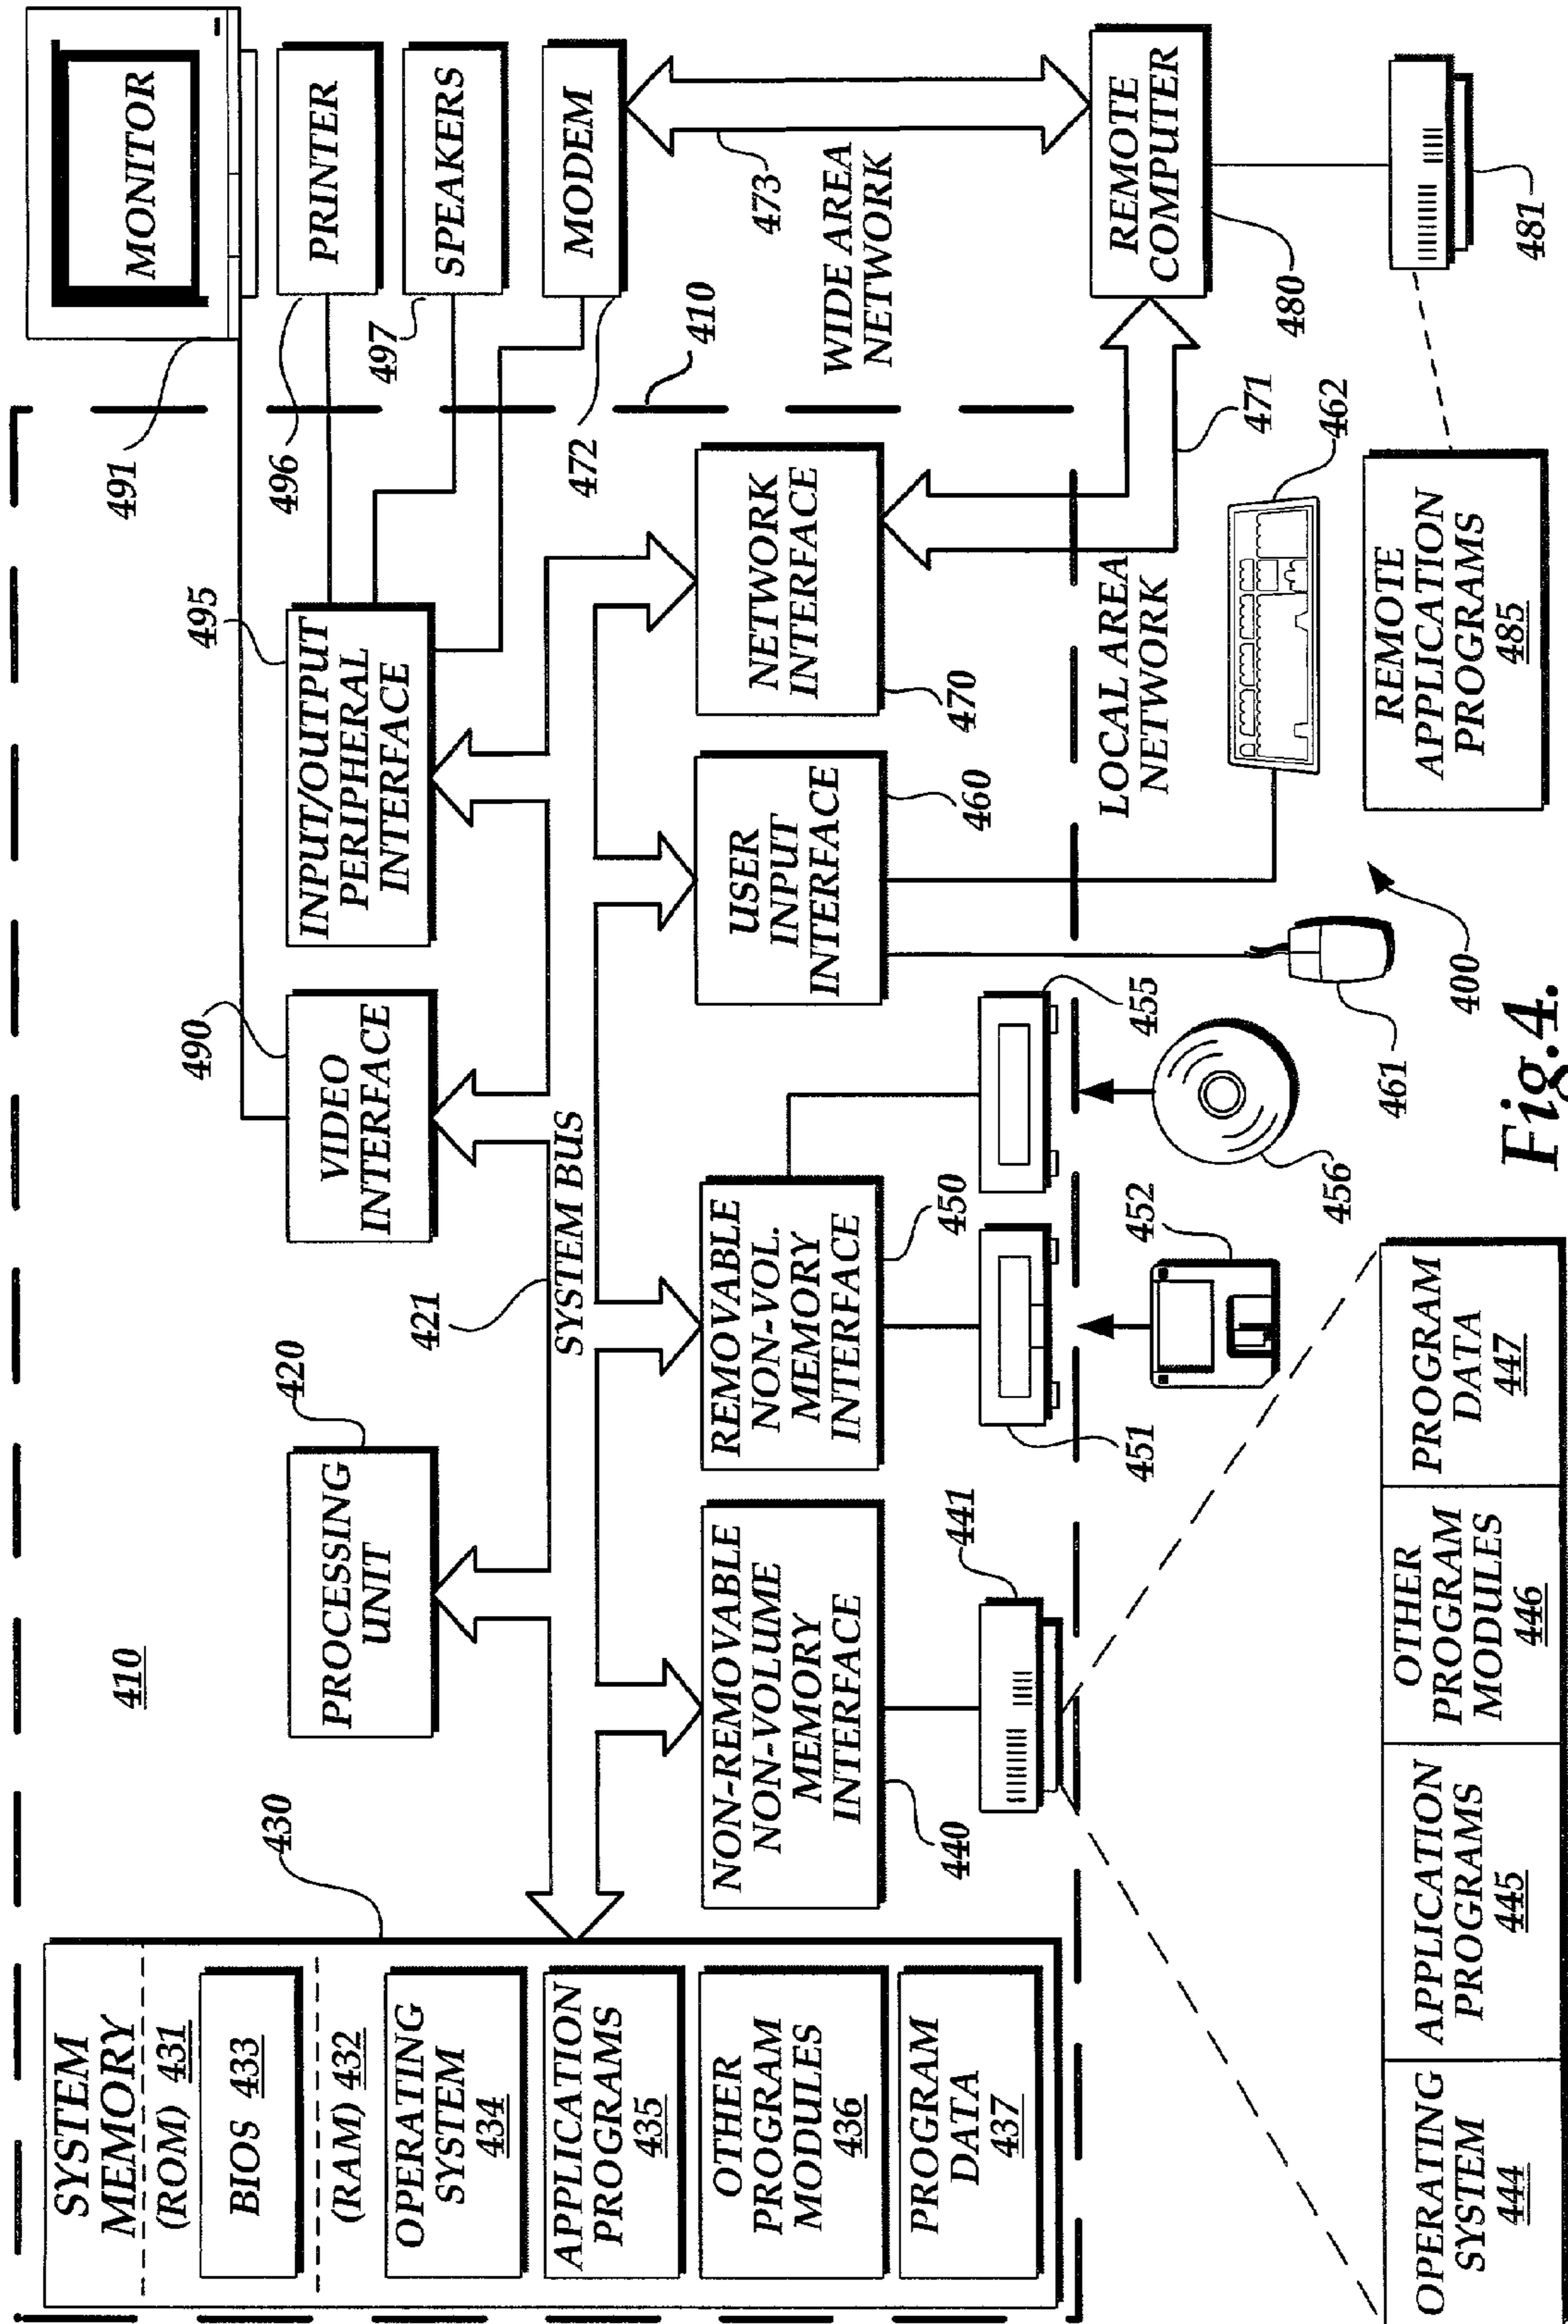 410
SYSTEM
MEMORY
(ROM) 431
BIOS 433
(RAM) 432
OPERATING
SYSTEM
434
APPLICATION
PROGRAMS
435
OTHER
PROGRAM
MODULES
436
PROGRAM
DATA
437
430
PROCESSING
UNIT
420
421
SYSTEM BUS
490
VIDEO
INTERFACE
495
INPUT/OUTPUT
PERIPHERAL
INTERFACE
491
MONITOR
496
PRINTER
497
SPEAKERS
472
MODEM
410
NON-REMOVABLE
NON-VOLUME
MEMORY
INTERFACE
440
441
REMOVABLE
NON-VOL.
MEMORY
INTERFACE
450
451
452
455
456
USER
INPUT
INTERFACE
460
461
462
NETWORK
INTERFACE
470
LOCAL AREA
NETWORK
471
WIDE AREA
NETWORK
473
REMOTE
COMPUTER
480
481
REMOTE
APPLICATION
PROGRAMS
485
OPERATING
SYSTEM
444
APPLICATION
PROGRAMS
445
OTHER
PROGRAM
MODULES
446
PROGRAM
DATA
447
400
Fig.4.